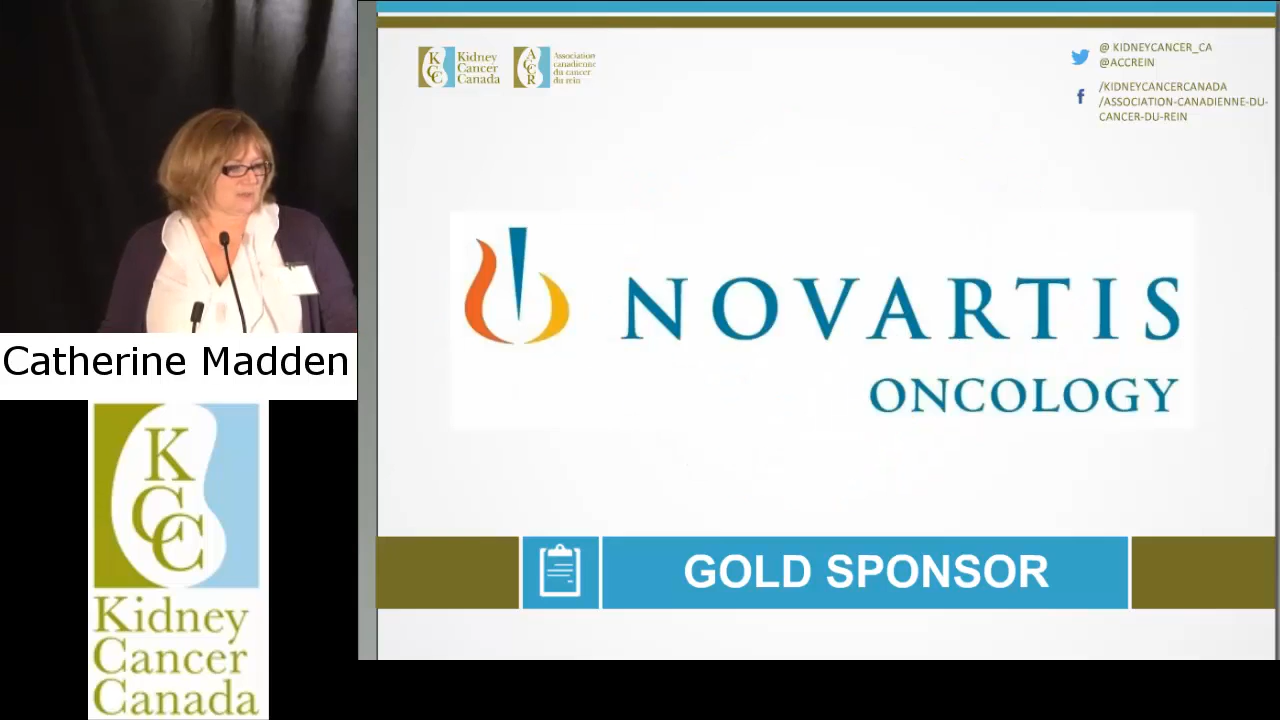 K
C
C
Kidney
Cancer
Canada
A
C
C
R
Association
canadienne
du cancer
du rein
@ KIDNEYCANCER_CA
@ACCREIN
f
/KIDNEYCANCERCANADA
/ASSOCIATION-CANADIENNE-DU-
CANCER-DU-REIN
NOVARTIS
ONCOLOGY
GOLD SPONSOR
Catherine Madden
K
C
C
Kidney
Cancer
Canada